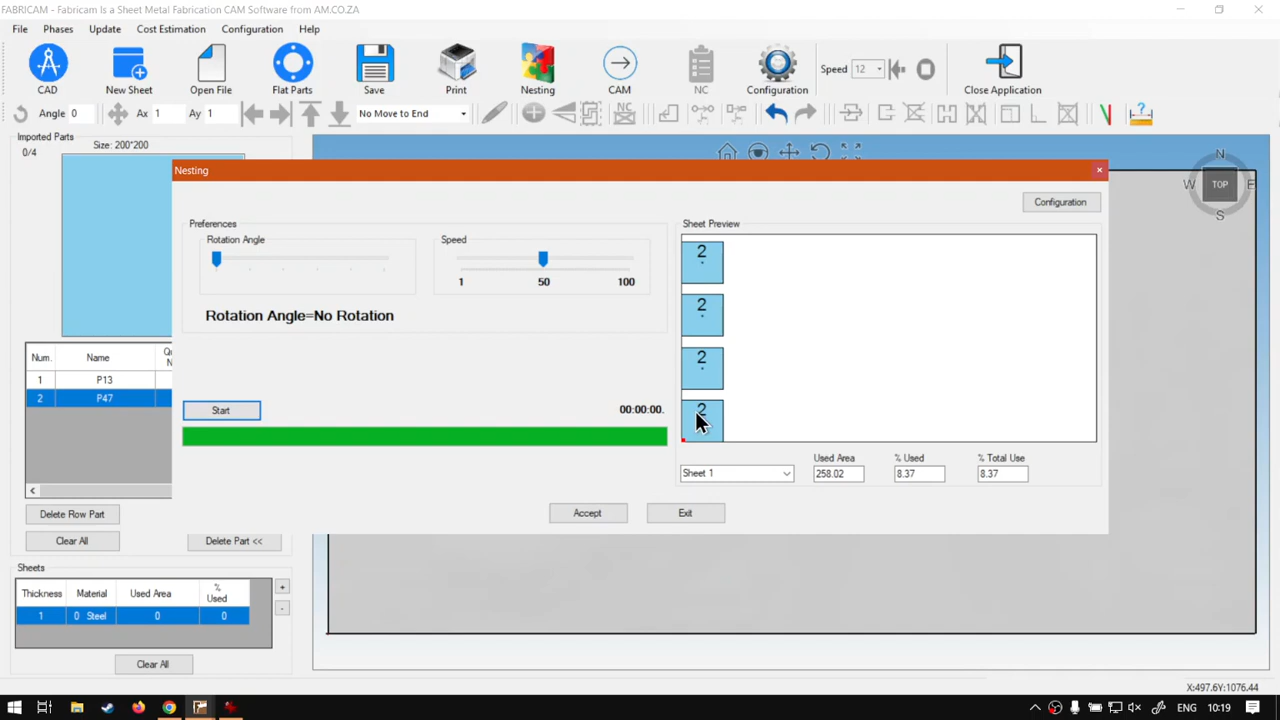 FABRICAM - Fabricam Is a Sheet Metal Fabrication CAM Software from AM.CO.ZA
File Phases Update Cost Estimation Configuration Help
CAD New Sheet Open File Flat Parts Save Print Nesting CAM NC Configuration Speed 12 Close Application
Angle 0 Ax 1 Ay 1 No Move to End NC
Imported Parts
0/4 Size: 200*200
N
W TOP E
S
Nesting
Configuration
Preferences
Rotation Angle
Speed
1 50 100
Rotation Angle=No Rotation
Start
00:00:00.
Sheet Preview
2
2
2
2
Used Area % Used % Total Use
Sheet 1 258.02 8.37 8.37
Accept Exit
Num. Name
1 P13
2 P47
Delete Row Part
Clear All Delete Part <<
Sheets
Thickness Material Used Area % Used
1 0 Steel 0 0
+
-
Clear All
X:497.6Y:1076.44
ENG 10:19